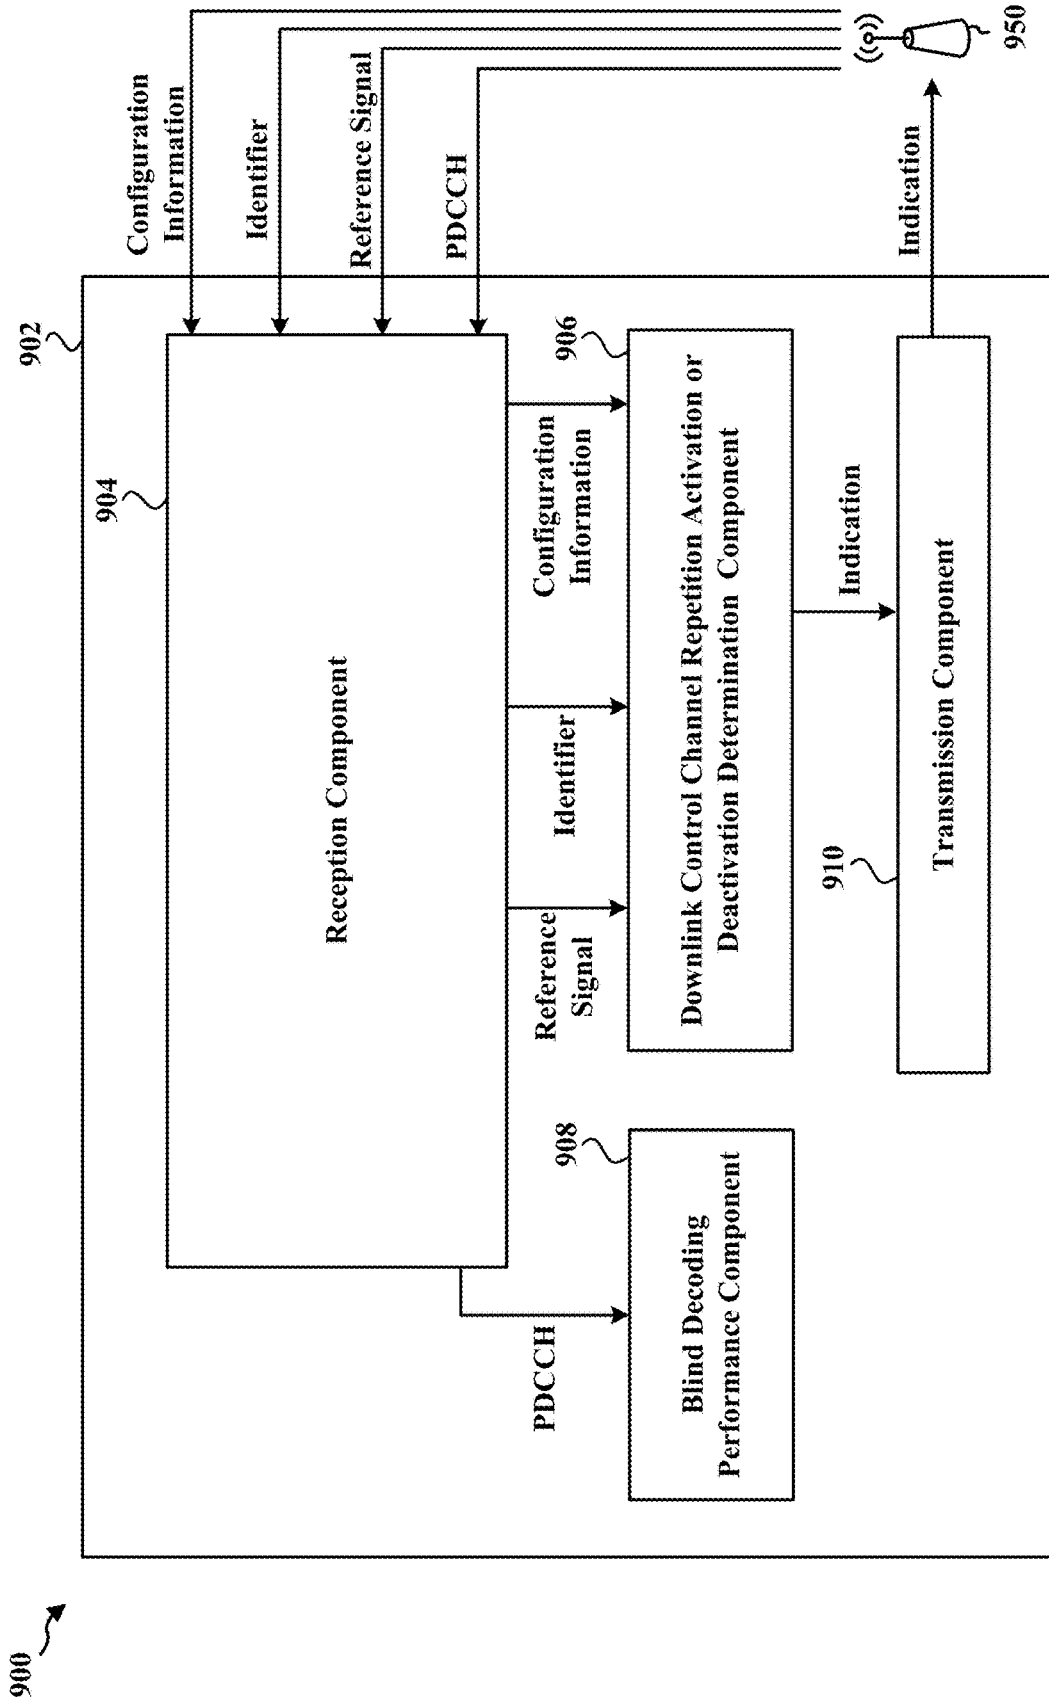 900
902
904
Reception Component
Configuration
Information
Identifier
Reference Signal
PDCCH
PDCCH
Reference
Signal
Identifier
Configuration
Information
908
Blind Decoding
Performance Component
906
Downlink Control Channel Repetition Activation or
Deactivation Determination Component
Indication
910
Transmission Component
Indication
950